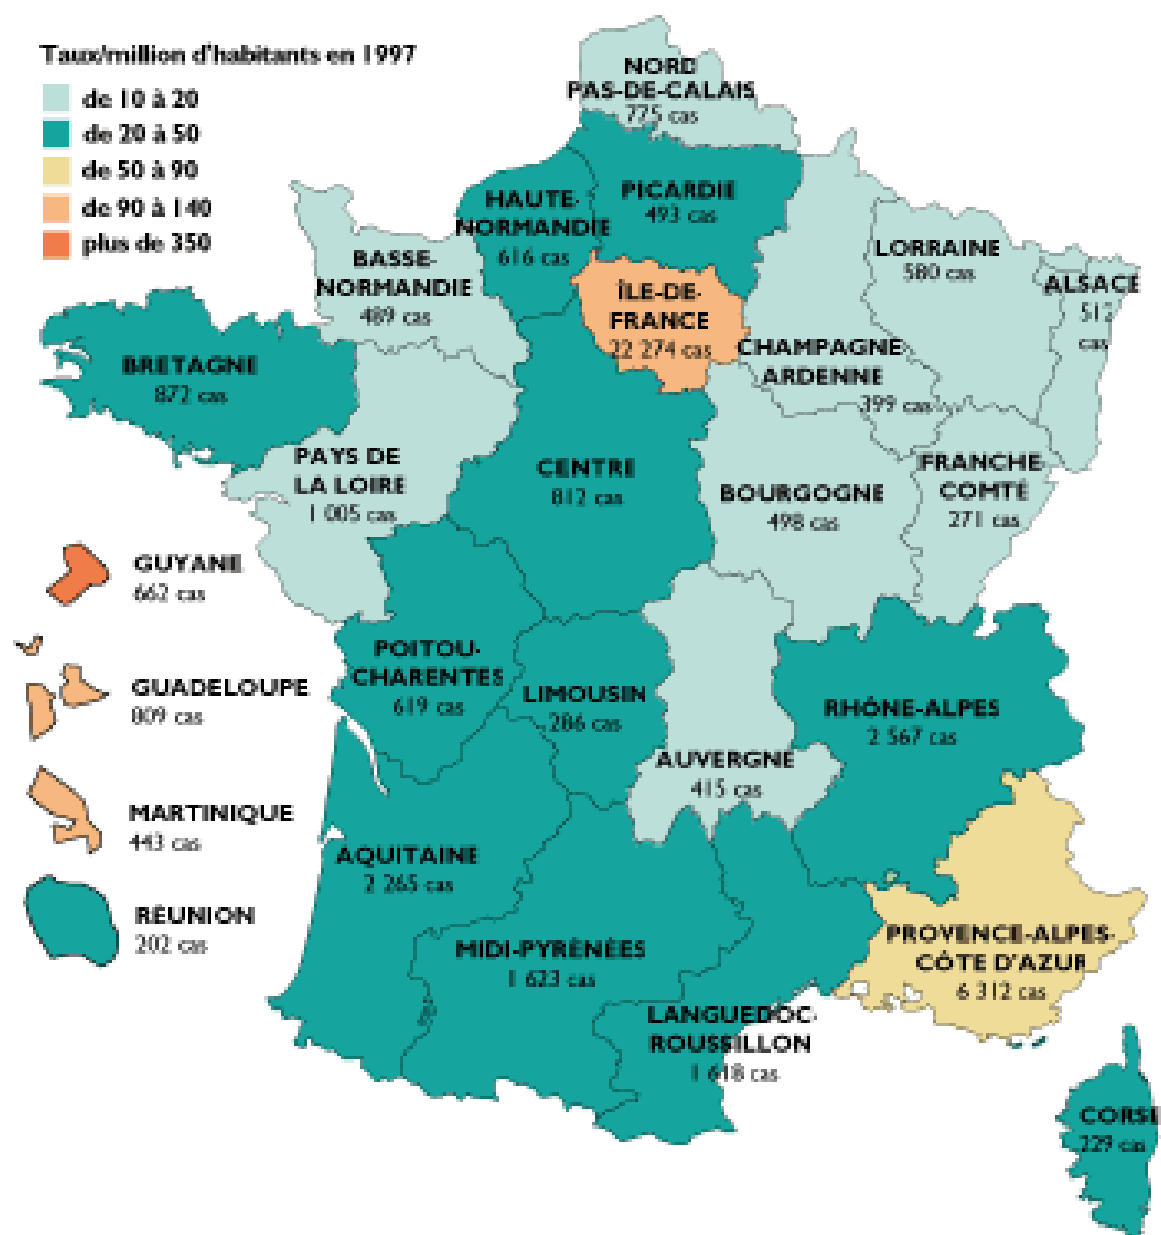 Taux/million d'habitants en 1997
de 10 à 20
de 20 à 50
de 50 à 90
de 90 à 140
plus de 350
NORD
PAS-DE-CALAIS
775 cas
PICARDIE
493 cas
HAUTE-
NORMANDIE
616 cas
BASSE-
NORMANDIE
489 cas
ÎLE-DE-
FRANCE
22 274 cas
LORRAINE
580 cas
ALSACE
512
cas
CHAMPAGNE-
ARDENNE
399 cas
BRETAGNE
872 cas
PAYS DE
LA LOIRE
1 005 cas
CENTRE
812 cas
BOURGOGNE
498 cas
FRANCHE
COMTÉ
271 cas
GUYANE
662 cas
GUADELOUPE
809 cas
MARTINIQUE
443 cas
RÉUNION
202 cas
POITOU-
CHARENTES
619 cas
LIMOUSIN
286 cas
AUVERGNE
415 cas
RHÔNE-ALPES
2 567 cas
AQUITAINE
2 265 cas
MIDI-PYRÉNÉES
1 623 cas
LANGUEDOC-
ROUSSILLON
cas
PROVENCE-ALPES-
CÔTE D'AZUR
6 312 cas
CORSE
229 cas